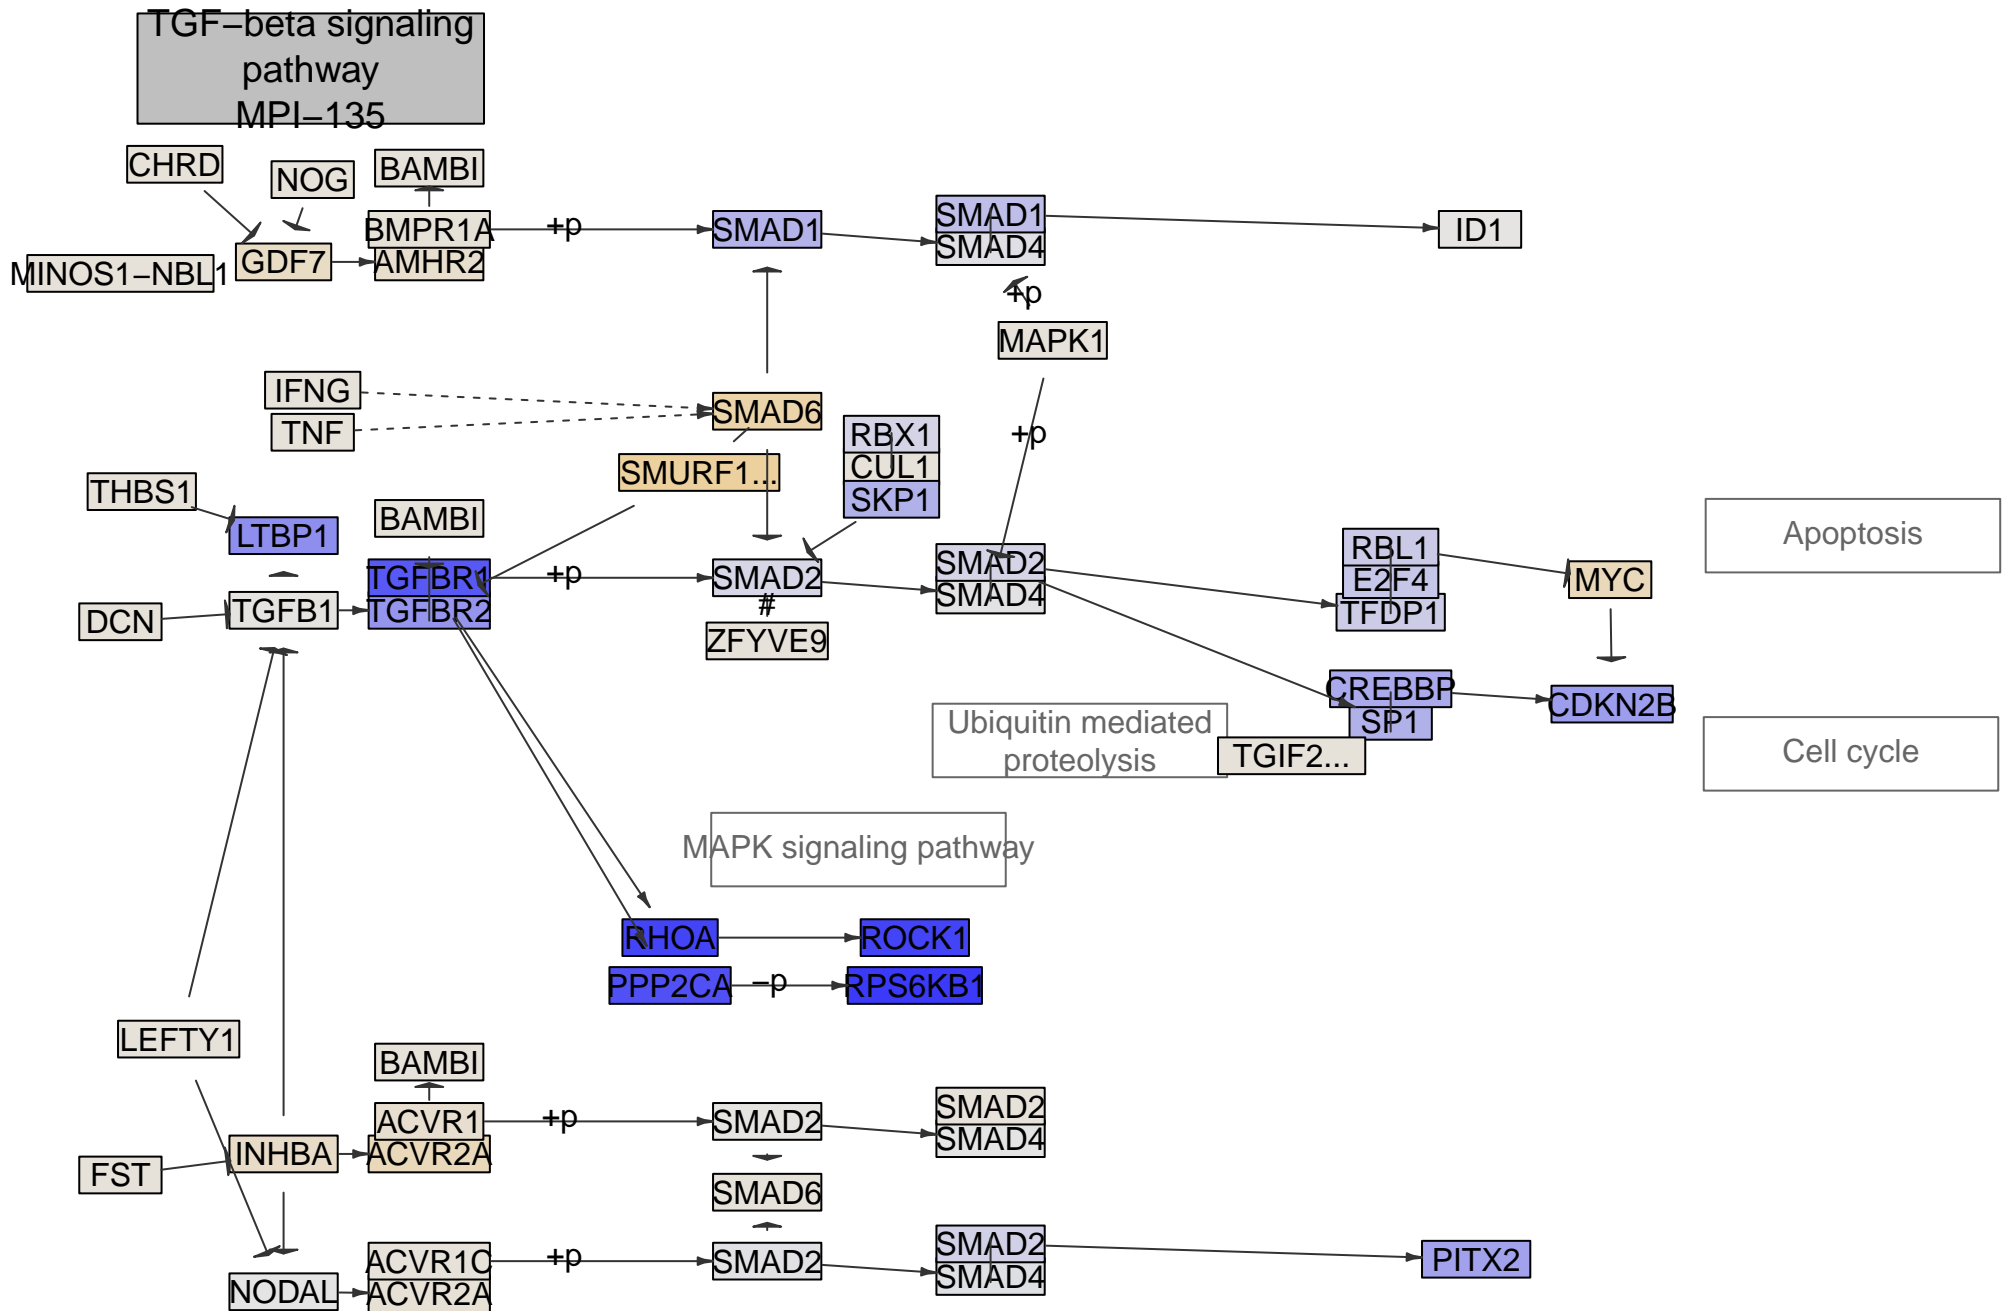 TGF−beta signaling
pathway
MPI−135
CHRD
NOG
BAMBI
BMPR1A
+p
SMAD1
SMAD1
SMAD4
ID1
MINOS1−NBL1
GDF7
AMHR2
+p
MAPK1
IFNG
TNF
SMAD6
RBX1
CUL1
SKP1
+p
SMURF1...
THBS1
LTBP1
BAMBI
TGFBR1
TGFBR2
+p
SMAD2
#
ZFYVE9
SMAD2
SMAD4
RBL1
E2F4
TFDP1
MYC
Apoptosis
DCN
TGFB1
CREBBP
SP1
TGIF2...
CDKN2B
Cell cycle
Ubiquitin mediated
proteolysis
MAPK signaling pathway
RHOA
ROCK1
PPP2CA
−p
RPS6KB1
LEFTY1
BAMBI
ACVR1
ACVR2A
+p
SMAD2
SMAD2
SMAD4
INHBA
FST
SMAD6
NODAL
ACVR1C
ACVR2A
+p
SMAD2
SMAD2
SMAD4
PITX2